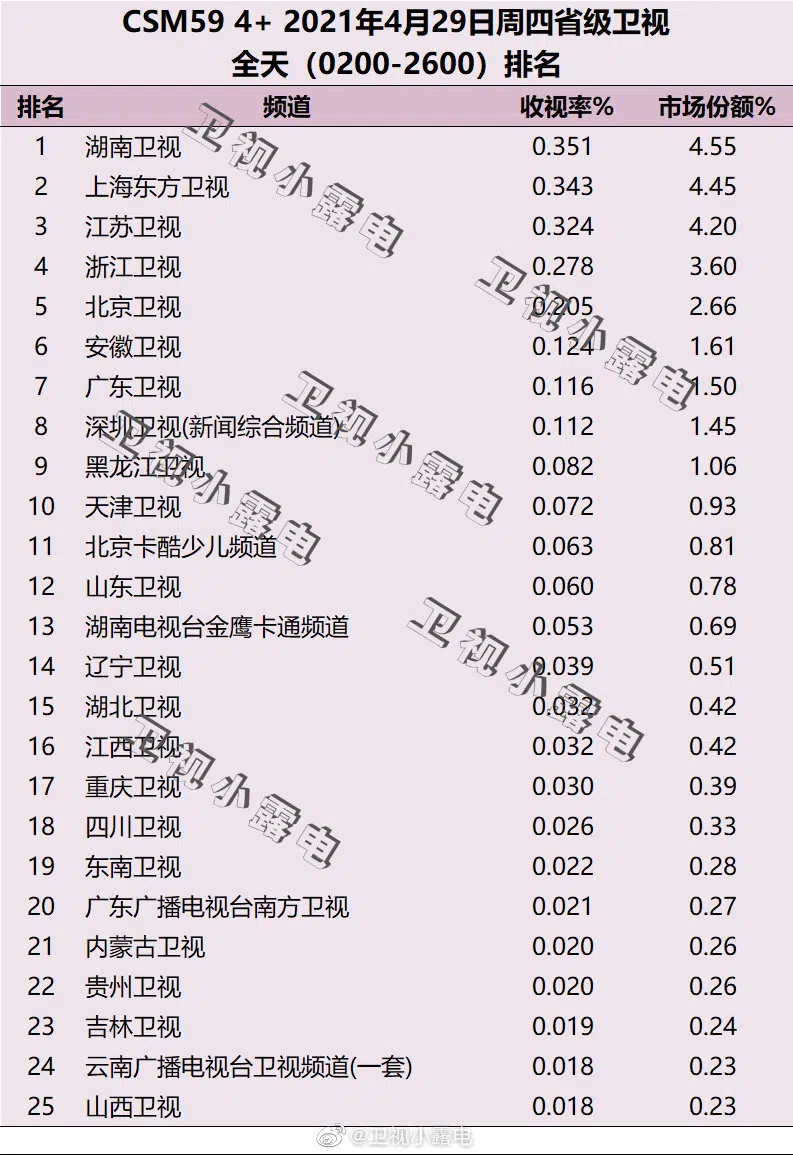 CSM59 4+ 2021年4月29日周四省级卫视
全天（0200-2600）排名
排名 频道 收视率% 市场份额%
1 湖南卫视 0.351 4.55
2 上海东方卫视 0.343 4.45
3 江苏卫视 0.324 4.20
4 浙江卫视 0.278 3.60
5 北京卫视 0.205 2.66
6 安徽卫视 0.124 1.61
7 广东卫视 0.116 1.50
8 深圳卫视(新闻综合频道) 0.112 1.45
9 黑龙江卫视 0.082 1.06
10 天津卫视 0.072 0.93
11 北京卡酷少儿频道 0.063 0.81
12 山东卫视 0.060 0.78
13 湖南电视台金鹰卡通频道 0.053 0.69
14 辽宁卫视 0.039 0.51
15 湖北卫视 0.032 0.42
16 江西卫视 0.032 0.42
17 重庆卫视 0.030 0.39
18 四川卫视 0.026 0.33
19 东南卫视 0.022 0.28
20 广东广播电视台南方卫视 0.021 0.27
21 内蒙古卫视 0.020 0.26
22 贵州卫视 0.020 0.26
23 吉林卫视 0.019 0.24
24 云南广播电视台卫视频道(一套) 0.018 0.23
25 山西卫视 0.018 0.23
卫视小露电
卫视小露电
卫视小露电
卫视小露电
卫视小露电
卫视小露电
@卫视小露电